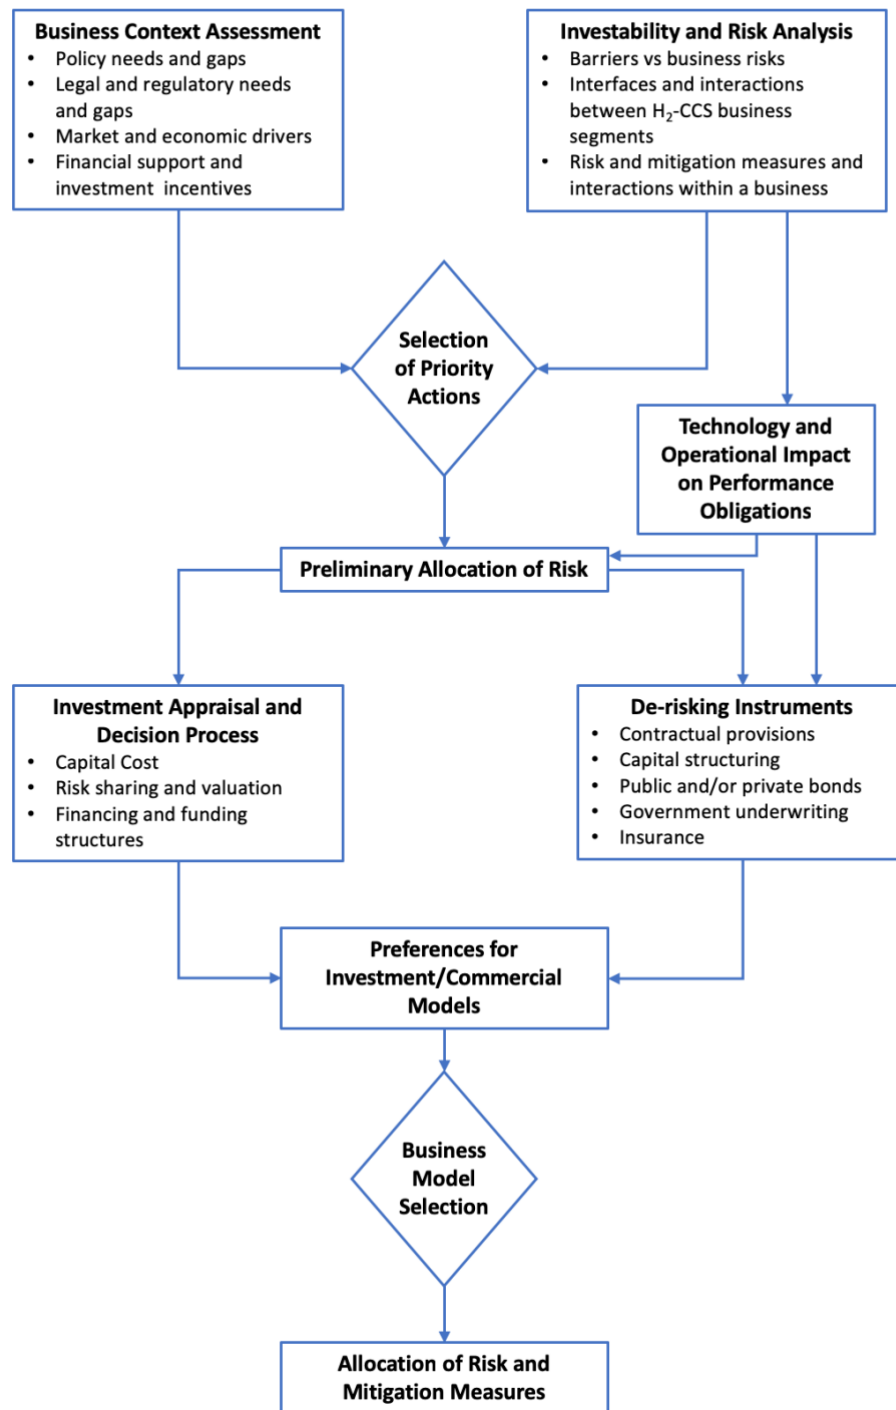 Business Context Assessment
• Policy needs and gaps
• Legal and regulatory needs
and gaps
• Market and economic drivers
• Financial support and
investment incentives
Investability and Risk Analysis
• Barriers vs business risks
• Interfaces and interactions
between H₂-CCS business
segments
• Risk and mitigation measures and
interactions within a business
Selection
of Priority
Actions
Technology and
Operational Impact
on Performance
Obligations
Preliminary Allocation of Risk
Investment Appraisal and
Decision Process
• Capital Cost
• Risk sharing and valuation
• Financing and funding
structures
De-risking Instruments
• Contractual provisions
• Capital structuring
• Public and/or private bonds
• Government underwriting
• Insurance
Preferences for
Investment/Commercial
Models
Business
Model
Selection
Allocation of Risk and
Mitigation Measures